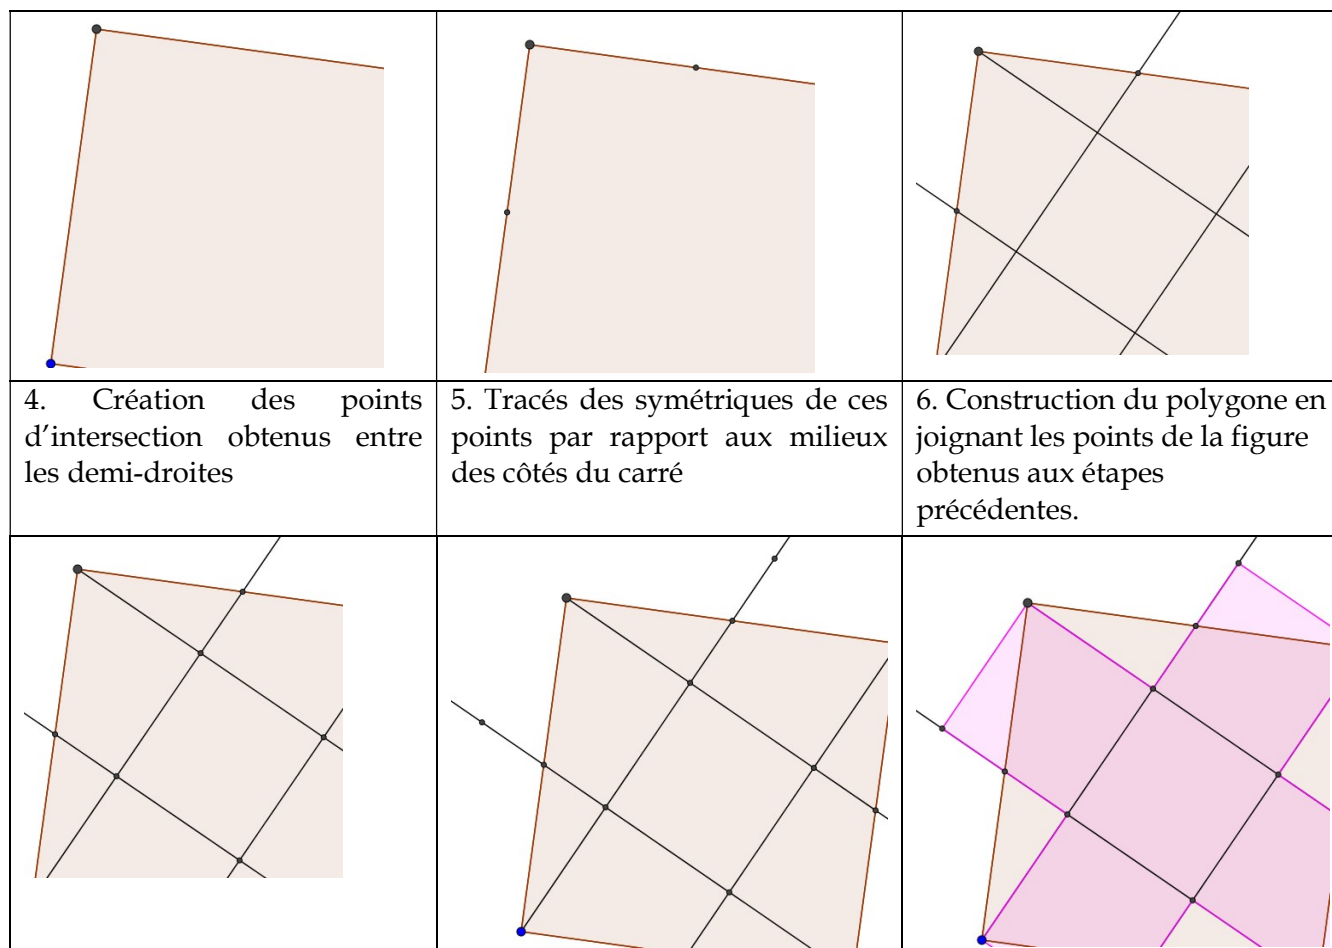 4. Création des points
d’intersection obtenus entre
les demi-droites
5. Tracés des symétriques de ces
points par rapport aux milieux
des côtés du carré
6. Construction du polygone en
joignant les points de la figure
obtenus aux étapes
précédentes.